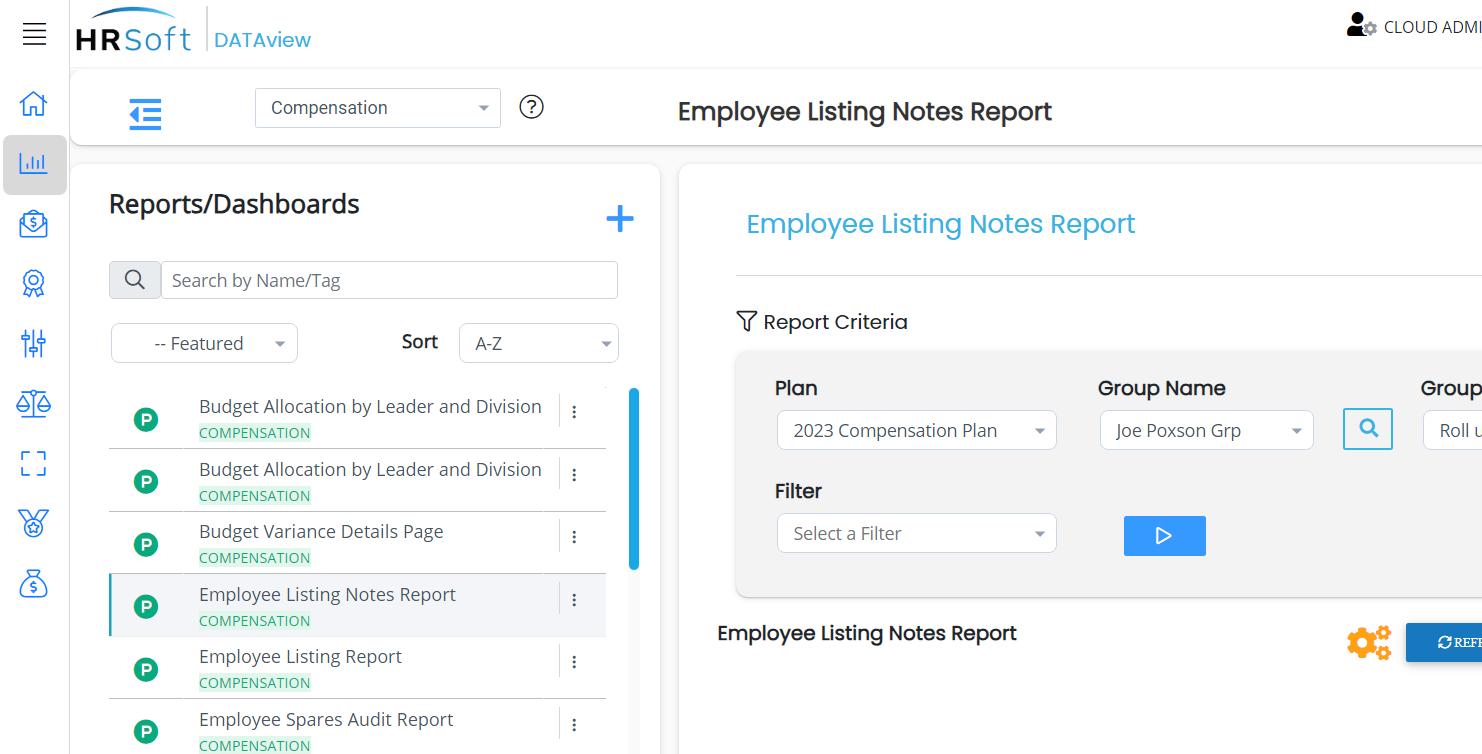 HRSoft DATAview
CLOUD ADMI
Compensation
?
Employee Listing Notes Report
Reports/Dashboards
Search by Name/Tag
-- Featured
Sort
A-Z
P
Budget Allocation by Leader and Division
COMPENSATION
P
Budget Allocation by Leader and Division
COMPENSATION
P
Budget Variance Details Page
COMPENSATION
P
Employee Listing Notes Report
COMPENSATION
P
Employee Listing Report
COMPENSATION
P
Employee Spares Audit Report
COMPENSATION
Employee Listing Notes Report
Report Criteria
Plan
Group Name
Group
2023 Compensation Plan
Joe Poxson Grp
Roll u
Filter
Select a Filter
Employee Listing Notes Report
REF